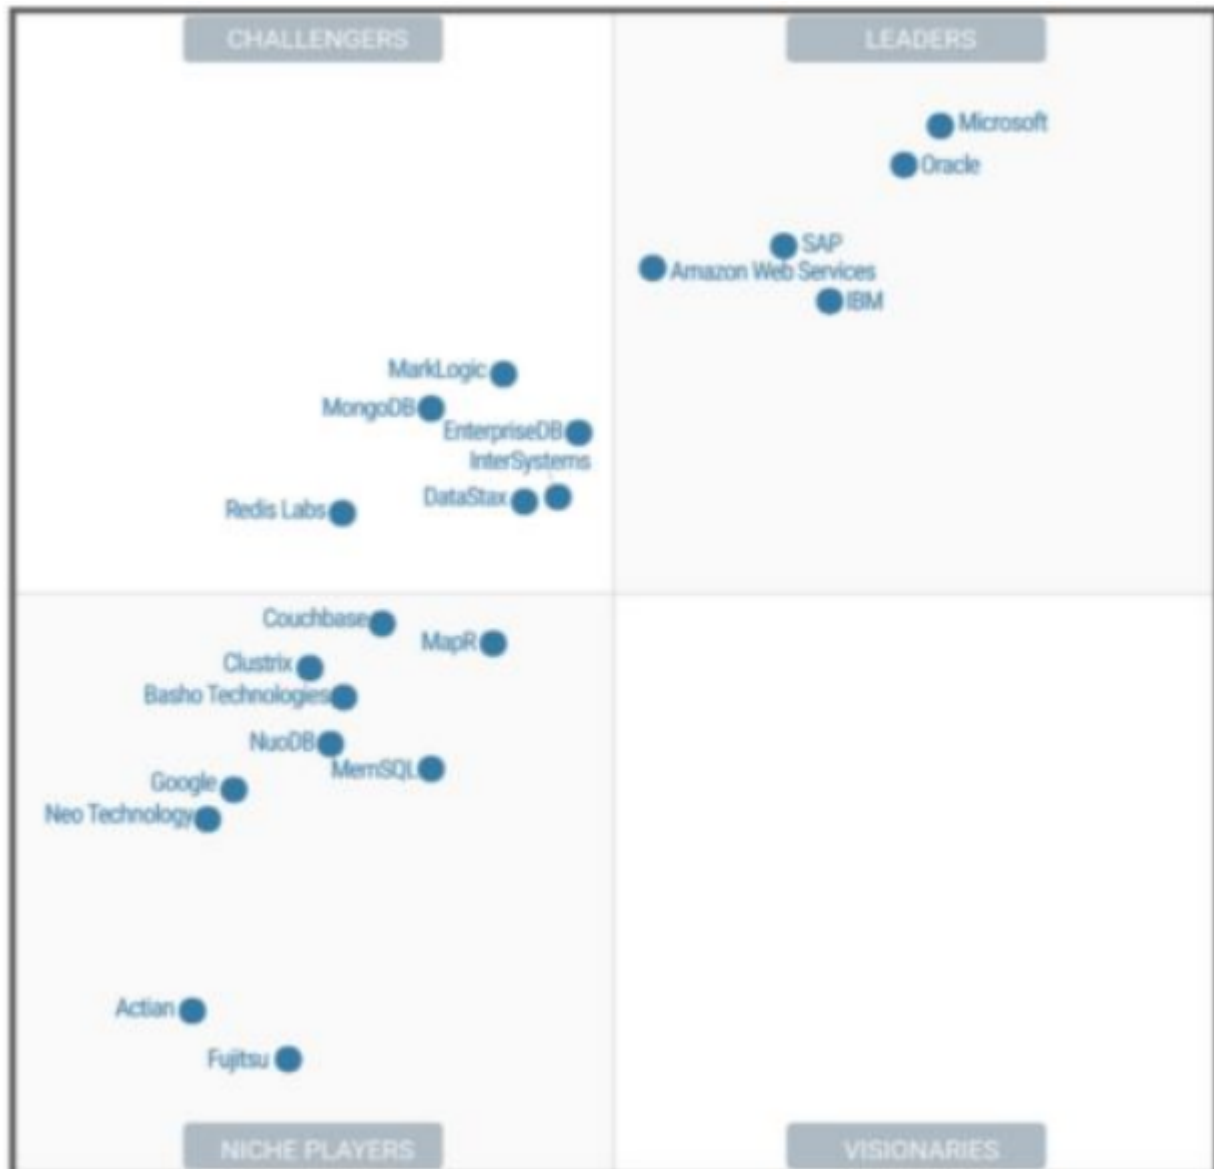 CHALLENGERS
LEADERS
Microsoft
Oracle
SAP
Amazon Web Services
IBM
MarkLogic
MongoDB
EnterpriseDB
InterSystems
DataStax
Redis Labs
Couchbase
MapR
Clustrix
Basho Technologies
NuoDB
MemSQL
Google
Neo Technology
Actian
Fujitsu
NICHE PLAYERS
VISIONARIES